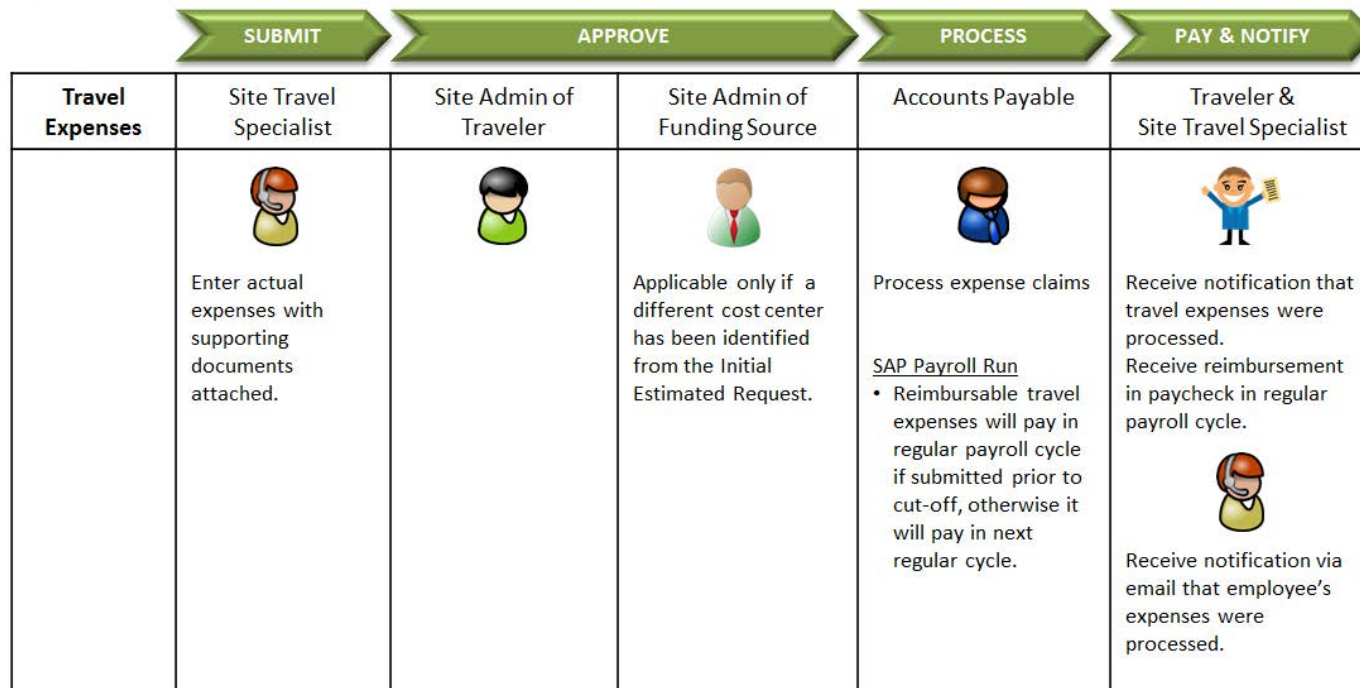 SUBMIT
APPROVE
PROCESS
PAY & NOTIFY
Travel
Expenses
Site Travel
Specialist
Site Admin of
Traveler
Site Admin of
Funding Source
Accounts Payable
Traveler &
Site Travel Specialist
Enter actual
expenses with
supporting
documents
attached.
Applicable only if a
different cost center
has been identified
from the Initial
Estimated Request.
Process expense claims
SAP Payroll Run
• Reimbursable travel
expenses will pay in
regular payroll cycle
if submitted prior to
cut-off, otherwise it
will pay in next
regular cycle.
Receive notification that
travel expenses were
processed.
Receive reimbursement
in paycheck in regular
payroll cycle.
Receive notification via
email that employee's
expenses were
processed.